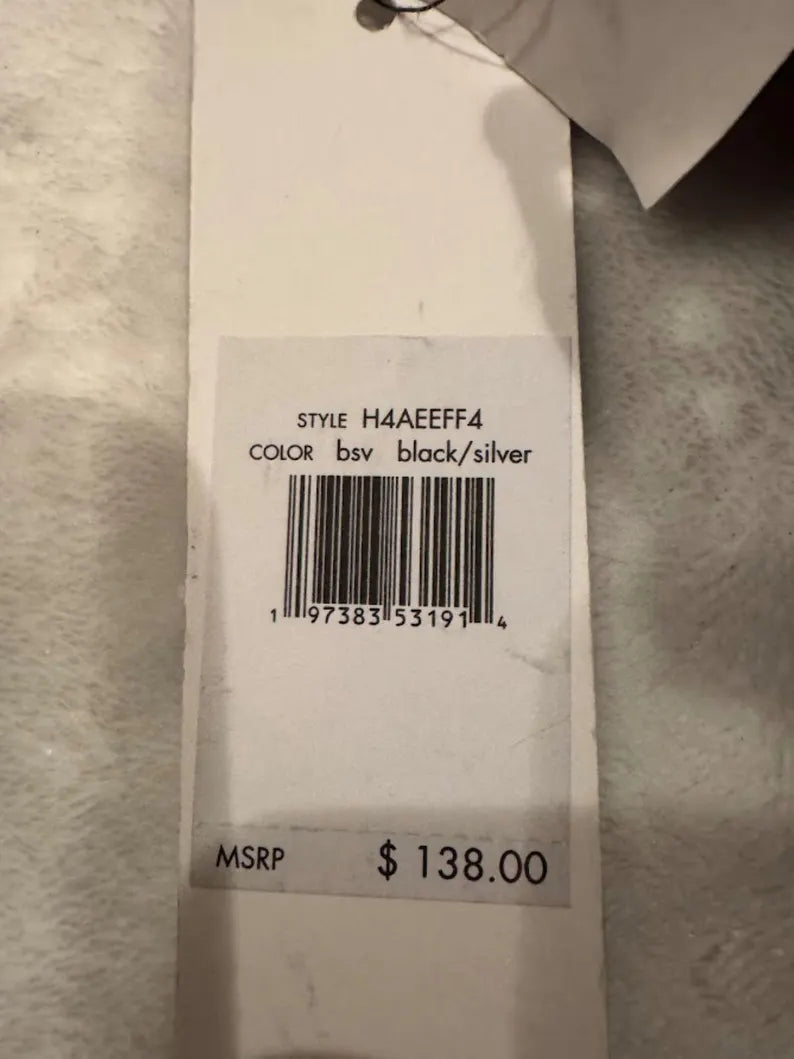 STYLE H4AEEFF4
COLOR bsv black/silver
1 97383 53191 4
MSRP $ 138.00